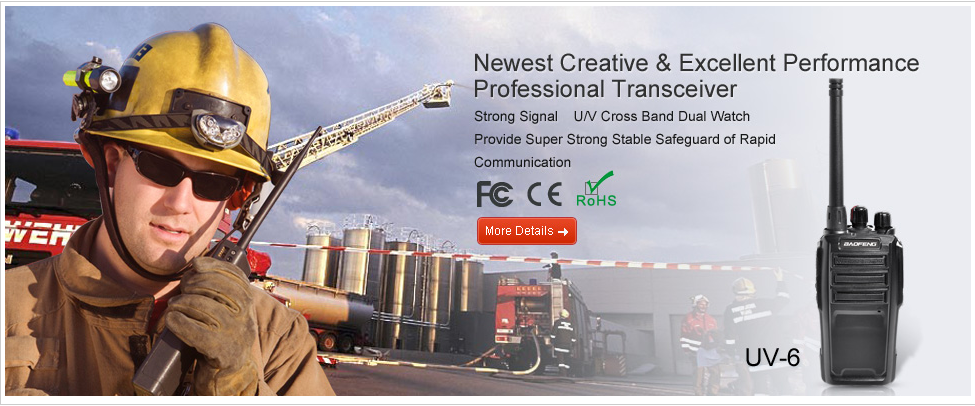 Newest Creative & Excellent Performance
Professional Transceiver
Strong Signal    U/V Cross Band Dual Watch
Provide Super Strong Stable Safeguard of Rapid
Communication
FC CE RoHS
More Details →
WEH
BAOFENG
UV-6